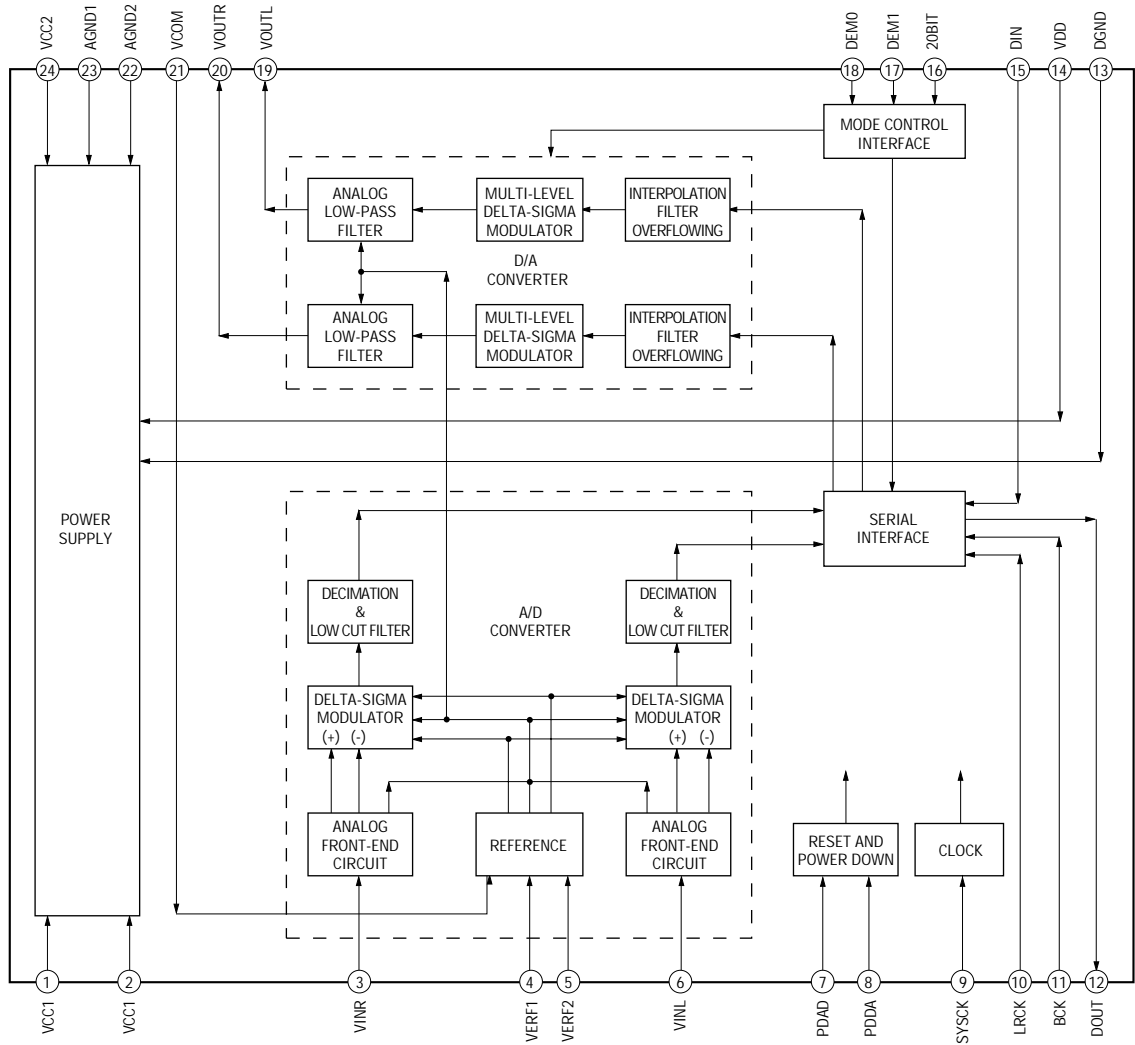 VCC2
AGND1
AGND2
VCOM
VOUTR
VOUTL
DEM0
DEM1
20BIT
DIN
VDD
DGND
24
23
22
21
20
19
18
17
16
15
14
13
MODE CONTROL
INTERFACE
ANALOG
LOW-PASS
FILTER
MULTI-LEVEL
DELTA-SIGMA
MODULATOR
INTERPOLATION
FILTER
OVERFLOWING
D/A
CONVERTER
ANALOG
LOW-PASS
FILTER
MULTI-LEVEL
DELTA-SIGMA
MODULATOR
INTERPOLATION
FILTER
OVERFLOWING
POWER
SUPPLY
SERIAL
INTERFACE
DECIMATION
&
LOW CUT FILTER
A/D
CONVERTER
DECIMATION
&
LOW CUT FILTER
DELTA-SIGMA
MODULATOR
(+) (-)
DELTA-SIGMA
MODULATOR
(+) (-)
ANALOG
FRONT-END
CIRCUIT
REFERENCE
ANALOG
FRONT-END
CIRCUIT
RESET AND
POWER DOWN
CLOCK
1
2
3
4
5
6
7
8
9
10
11
12
VCC1
VCC1
VINR
VERF1
VERF2
VINL
PDAD
PDDA
SYSCK
LRCK
BCK
DOUT